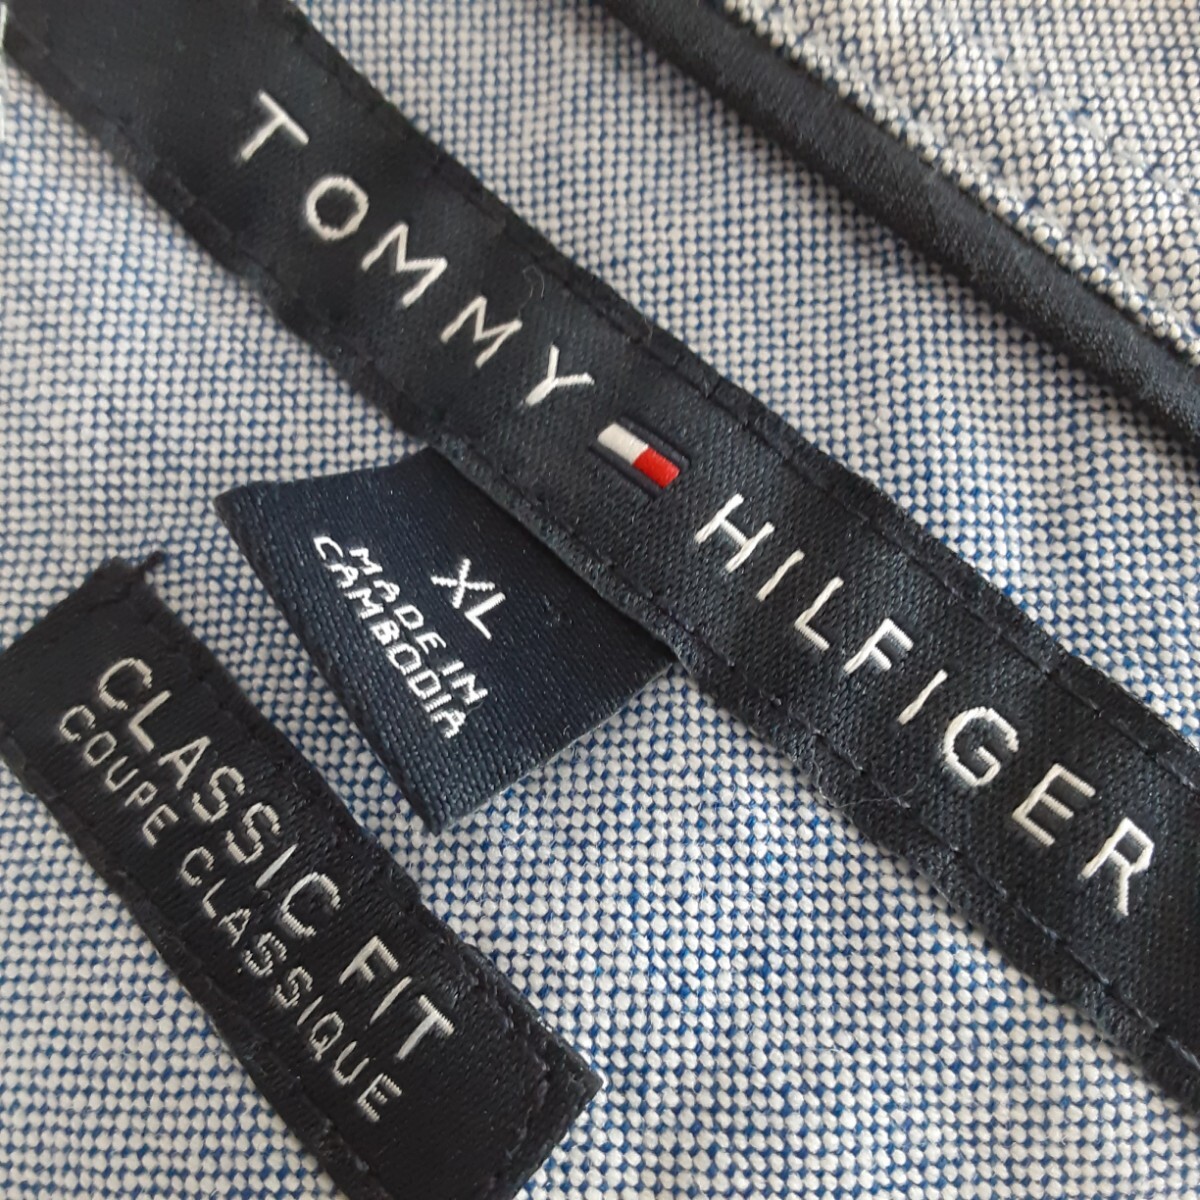 TOMMY HILFIGER
XL
MADE IN
CAMBODIA
CLASSIC FIT
COUPE CLASSIQUE